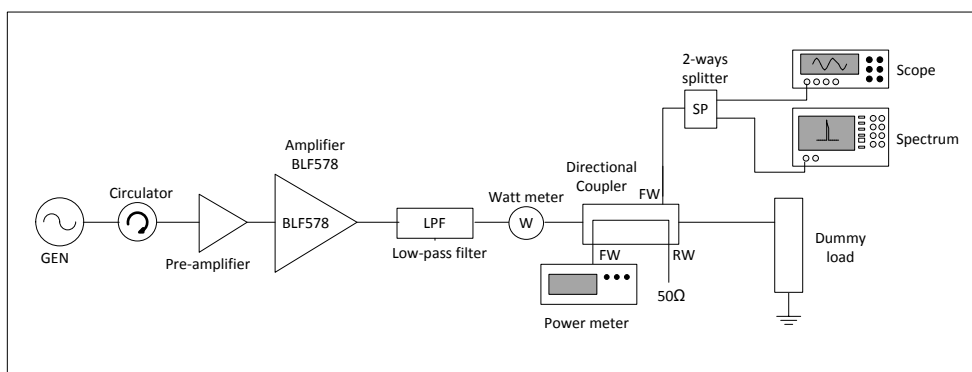 2-ways
splitter
SP
Scope
Spectrum
Amplifier
BLF578
Directional
Coupler
FW
Circulator
Watt meter
GEN
BLF578
LPF
W
Pre-amplifier
Low-pass filter
FW
RW
Dummy
load
50Ω
Power meter